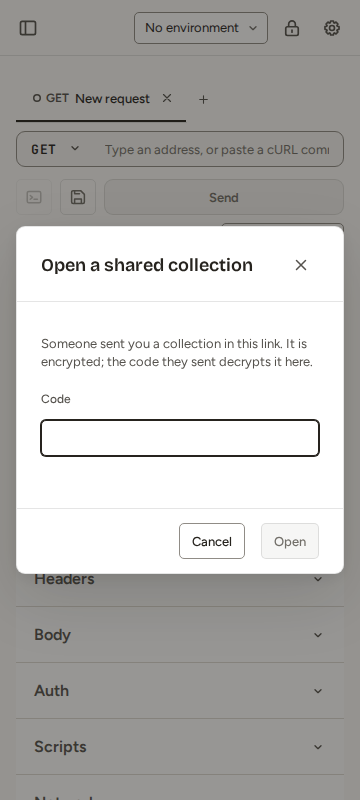 No environment
GET New request
GET Type an address, or paste a cURL comm
Send
Open a shared collection
Someone sent you a collection in this link. It is
encrypted; the code they sent decrypts it here.
Code
Cancel Open
Headers
Body
Auth
Scripts